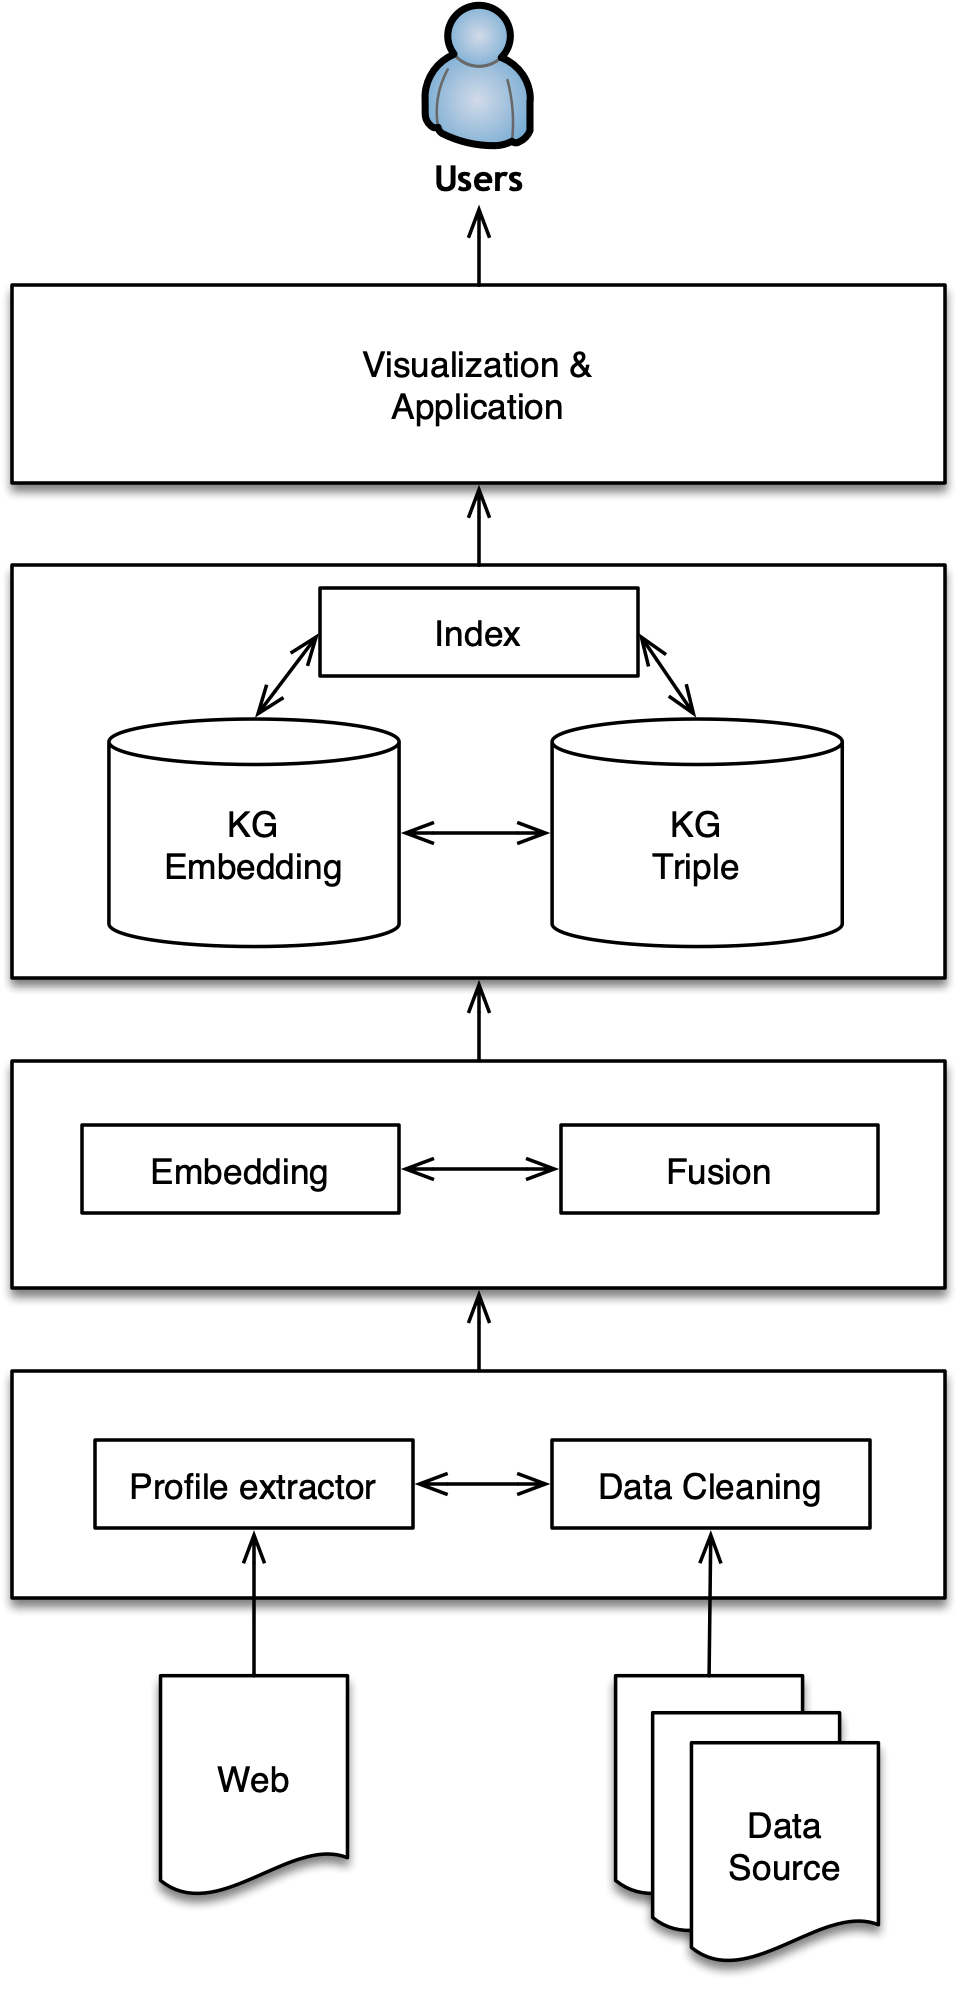 Users
Visualization &
Application
Index
KG
Embedding
KG
Triple
Embedding
Fusion
Profile extractor
Data Cleaning
Web
Data
Source